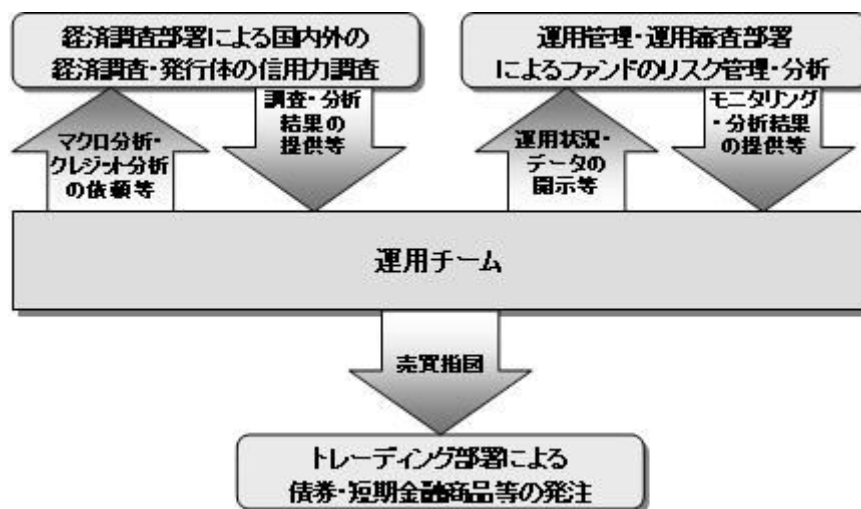 経済調査部署による国内外の
経済調査・発行体の信用力調査
運用管理・運用審査部署
によるファンドのリスク管理・分析
マクロ分析・
クレジット分析
の依頼等
調査・分析
結果の
提供等
運用状況・
データの
開示等
モニタリング
・分析結果
の提供等
運用チーム
売買指図
トレーディング部署による
債券・短期金融商品等の発注